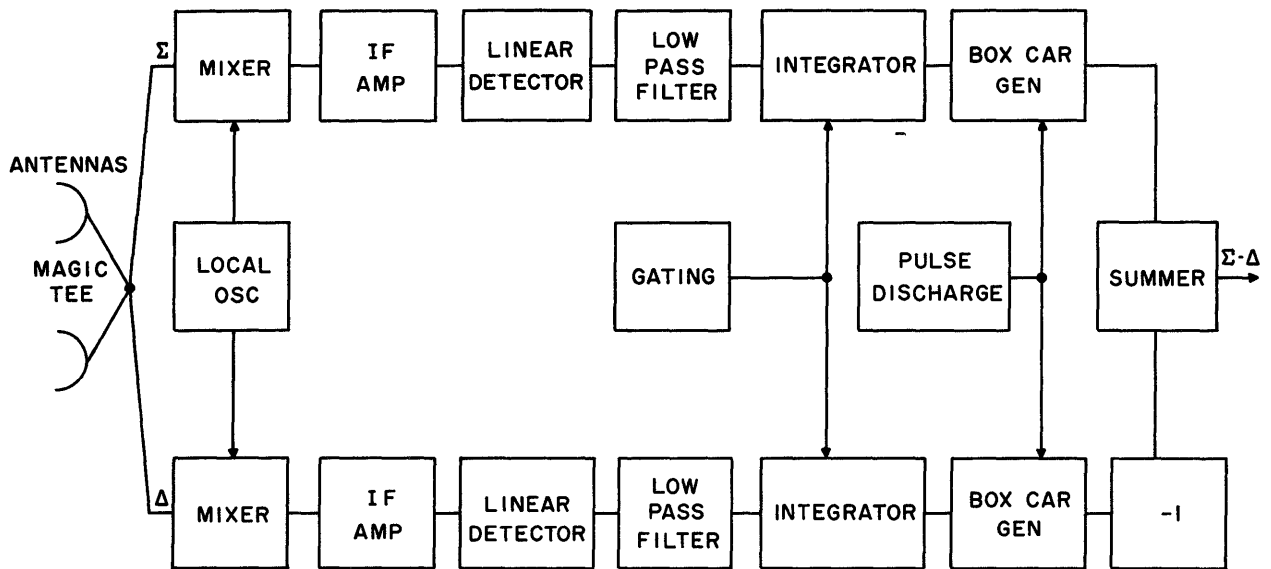 Σ
MIXER
IF
AMP
LINEAR
DETECTOR
LOW
PASS
FILTER
INTEGRATOR
BOX CAR
GEN
ANTENNAS
MAGIC
TEE
LOCAL
OSC
GATING
PULSE
DISCHARGE
SUMMER
Σ-Δ
Δ
MIXER
IF
AMP
LINEAR
DETECTOR
LOW
PASS
FILTER
INTEGRATOR
BOX CAR
GEN
-1